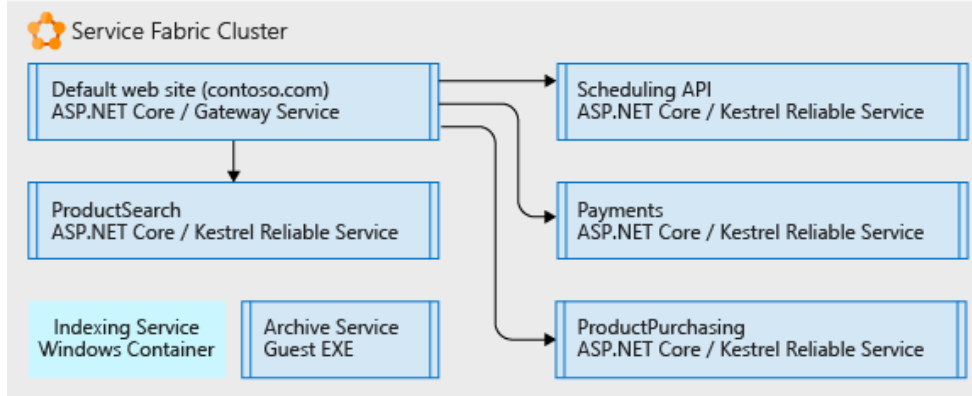 Service Fabric Cluster
Default web site (contoso.com)
ASP.NET Core / Gateway Service
Scheduling API
ASP.NET Core / Kestrel Reliable Service
ProductSearch
ASP.NET Core / Kestrel Reliable Service
Payments
ASP.NET Core / Kestrel Reliable Service
Indexing Service
Windows Container
Archive Service
Guest EXE
ProductPurchasing
ASP.NET Core / Kestrel Reliable Service